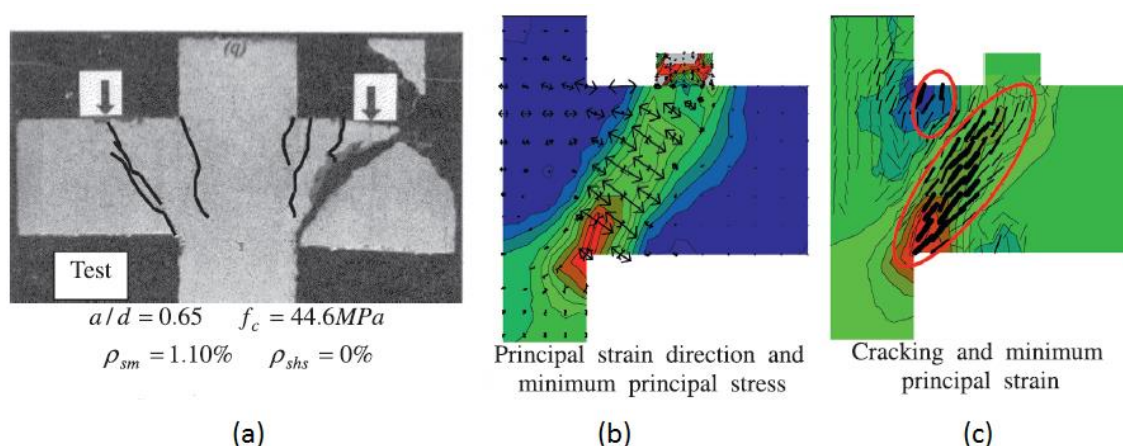 (q)
Test
a/d = 0.65 f_c = 44.6MPa
ρ_sm = 1.10% ρ_shs = 0%
Principal strain direction and
minimum principal stress
Cracking and minimum
principal strain
(a)
(b)
(c)